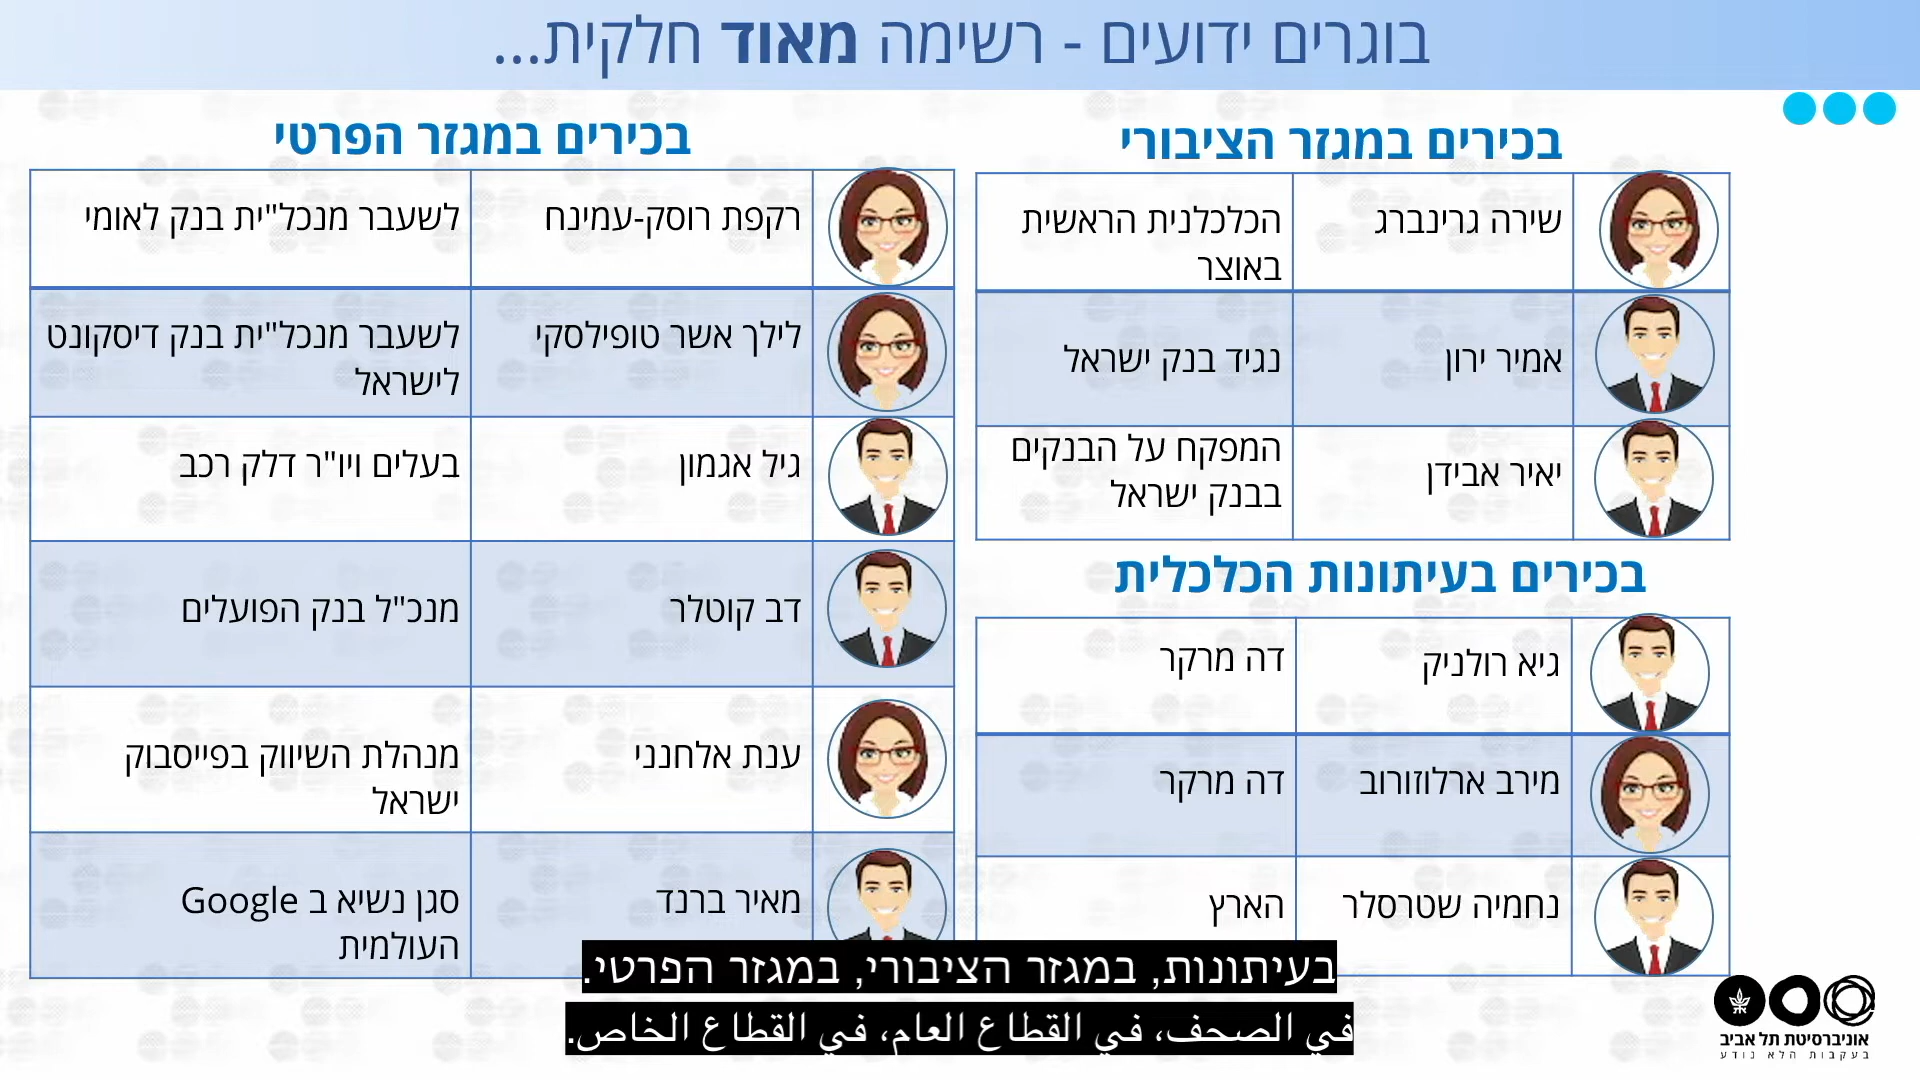 בוגרים ידועים - רשימה מאוד חלקית...
בכירים במגזר הציבורי
שירה גרינברג
הכלכלנית הראשית
באוצר
אמיר ירון
נגיד בנק ישראל
יאיר אבידן
המפקח על הבנקים
בבנק ישראל
בכירים בעיתונות הכלכלית
גיא רולניק
דה מרקר
מירב ארלוזורוב
דה מרקר
נחמיה שטרסלר
הארץ
בכירים במגזר הפרטי
רקפת רוסק-עמינח
לשעבר מנכל"ית בנק לאומי
לילך אשר טופילסקי
לשעבר מנכל"ית בנק דיסקונט
לישראל
גיל אגמון
בעלים ויו"ר דלק רכב
דב קוטלר
מנכ"ל בנק הפועלים
ענת אלחנני
מנהלת השיווק בפייסבוק
ישראל
מאיר ברנד
סגן נשיא ב Google
העולמית
בעיתונות, במגזר הציבורי, במגזר הפרטי.
في الصحف، في القطاع العام، في القطاع الخاص.
אוניברסיטת תל אביב
בעקבות הלא נודע